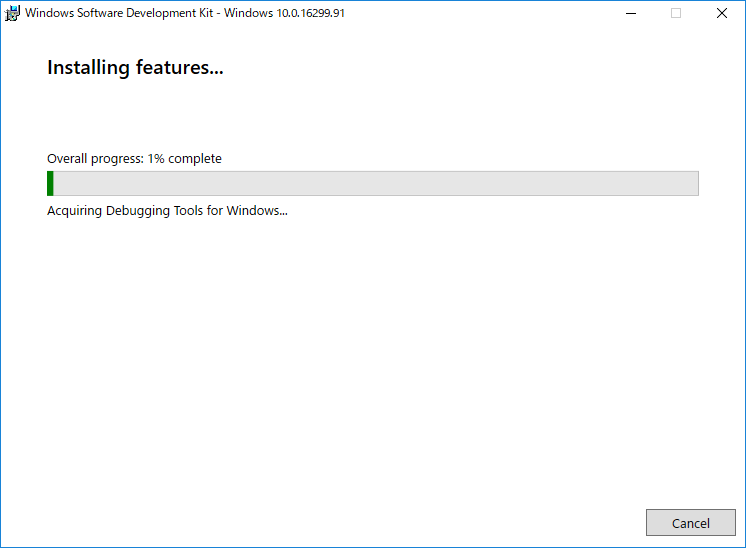 Windows Software Development Kit - Windows 10.0.16299.91
Installing features...
Overall progress: 1% complete
Acquiring Debugging Tools for Windows...
Cancel